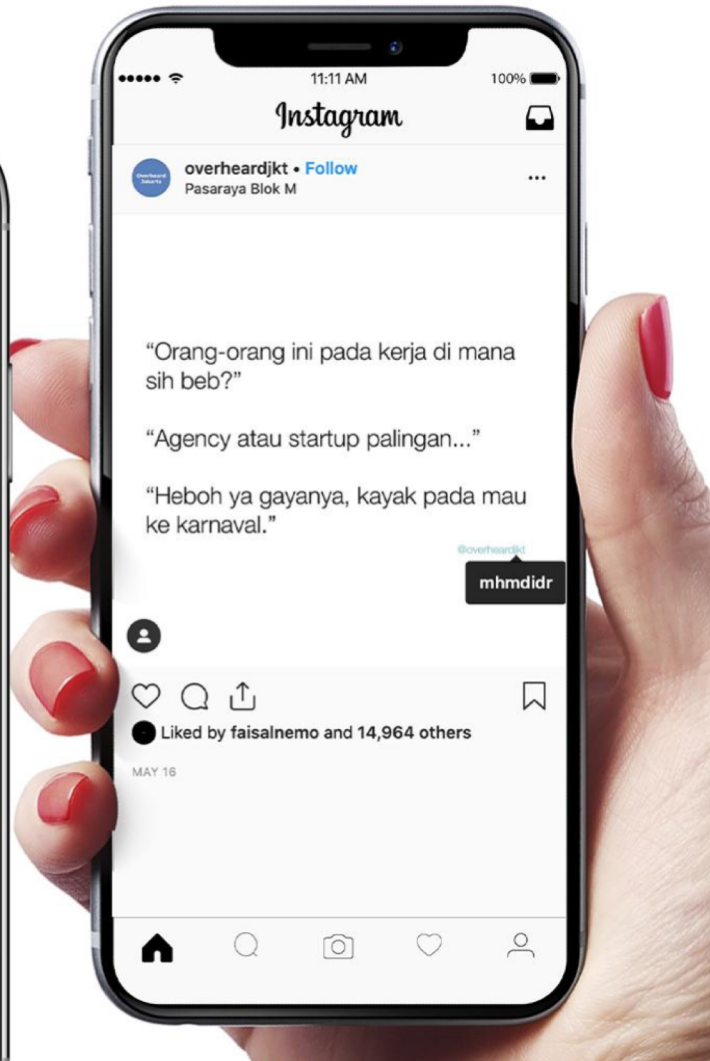 11:11 AM
100%
Instagram
Overheard
Jakarta
overheardjkt • Follow
Pasaraya Blok M
“Orang-orang ini pada kerja di mana
sih beb?”
“Agency atau startup palingan...”
“Heboh ya gayanya, kayak pada mau
ke karnaval.”
@overheardjkt
mhmdidr
Liked by faisalnemo and 14,964 others
MAY 16